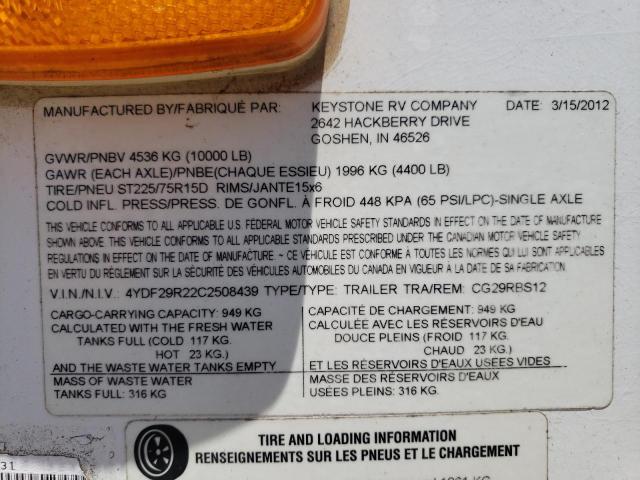 MANUFACTURED BY/FABRIQUÉ PAR: KEYSTONE RV COMPANY DATE: 3/15/2012
2642 HACKBERRY DRIVE
GOSHEN, IN 46526
GVWR/PNBV 4536 KG (10000 LB)
GAWR (EACH AXLE)/PNBE(CHAQUE ESSIEU) 1996 KG (4400 LB)
TIRE/PNEU ST225/75R15D RIMS/JANTE15x6
COLD INFL. PRESS/PRESS. DE GONFL. À FROID 448 KPA (65 PSI/LPC)-SINGLE AXLE
THIS VEHICLE CONFORMS TO ALL APPLICABLE U.S. FEDERAL MOTOR VEHICLE SAFETY STANDARDS IN EFFECT ON THE DATE OF MANUFACTURE
SHOWN ABOVE. THIS VEHICLE CONFORMS TO ALL APPLICABLE STANDARDS PRESCRIBED UNDER THE CANADIAN MOTOR VEHICLE SAFETY
REGULATIONS IN EFFECT ON THE DATE OF MANUFACTURE ~ CE VÉHICULE EST CONFORME À TOUTES LES NORMES QUI LUI SONT APPLICABLES
EN VERTU DU RÉGLEMENT SUR LA SÉCURITÉ DES VÉHICULES AUTOMOBILES DU CANADA EN VIGUEUR À LA DATE DE SA FABRICATION
V.I.N./N.I.V.: 4YDF29R22C2508439 TYPE/TYPE: TRAILER TRA/REM: CG29RBS12
CARGO-CARRYING CAPACITY: 949 KG
CALCULATED WITH THE FRESH WATER
TANKS FULL (COLD 117 KG.
HOT 23 KG.)
AND THE WASTE WATER TANKS EMPTY
MASS OF WASTE WATER
TANKS FULL: 316 KG
CAPACITÉ DE CHARGEMENT: 949 KG
CALCULÉE AVEC LES RÉSERVOIRS D'EAU
DOUCE PLEINS (FROID 117 KG.
CHAUD 23 KG.)
ET LES RÉSERVOIRS D'EAUX USÉES VIDES
MASSE DES RÉSERVOIRS D'EAUX
USÉES PLEINS: 316 KG
TIRE AND LOADING INFORMATION
RENSEIGNEMENTS SUR LES PNEUS ET LE CHARGEMENT
31